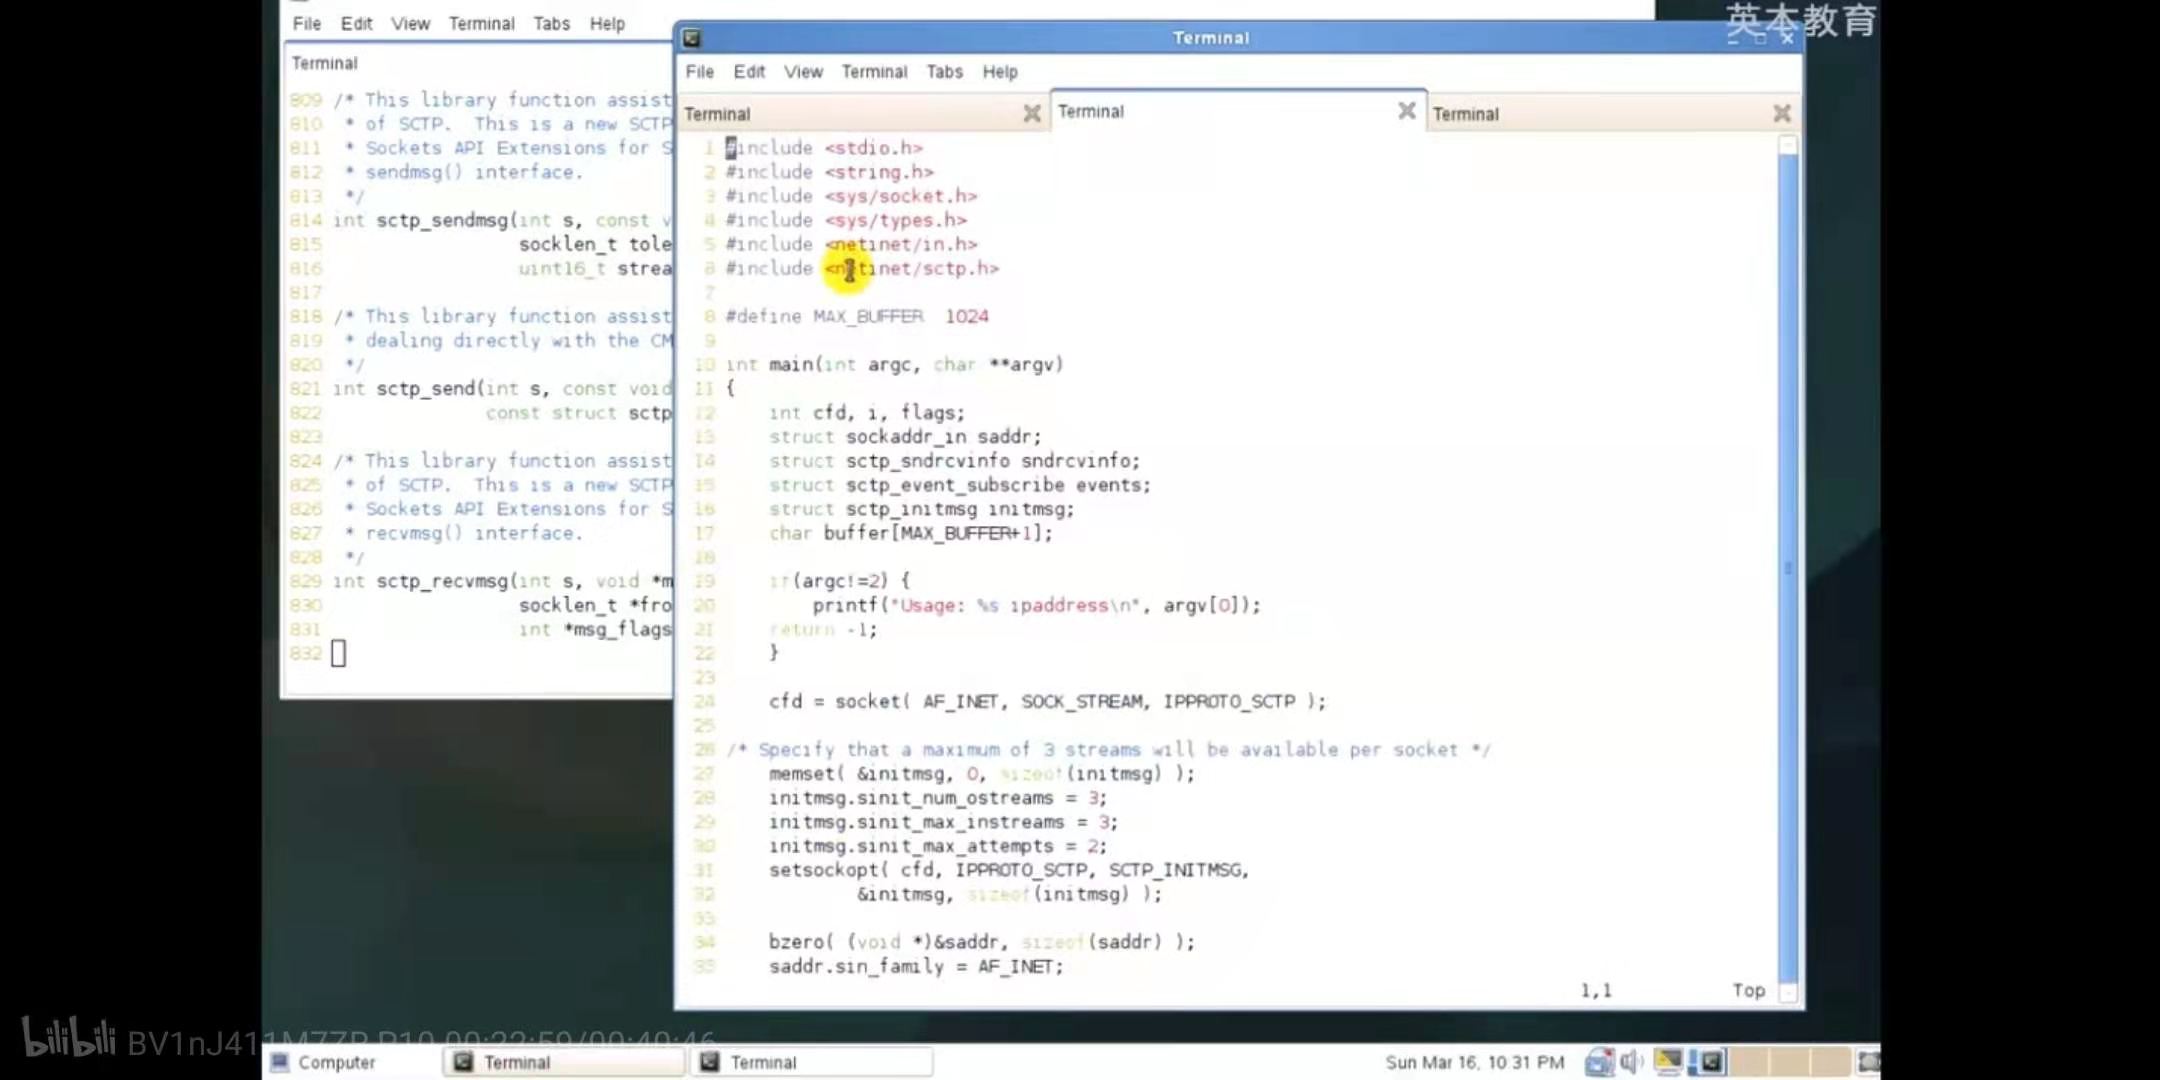 英本教育
File Edit View Terminal Tabs Help
Terminal
809 /* This library function assist
810  * of SCTP.  This is a new SCTP
811  * Sockets API Extensions for S
812  * sendmsg() interface.
813  */
814 int sctp_sendmsg(int s, const v
815                  socklen_t tole
816                  uint16_t strea
817
818 /* This library function assist
819  * dealing directly with the CM
820  */
821 int sctp_send(int s, const void
822               const struct sctp
823
824 /* This library function assist
825  * of SCTP.  This is a new SCTP
826  * Sockets API Extensions for S
827  * recvmsg() interface.
828  */
829 int sctp_recvmsg(int s, void *m
830                  socklen_t *fro
831                  int *msg_flags
832
Terminal
File Edit View Terminal Tabs Help
Terminal Terminal Terminal
1 #include <stdio.h>
2 #include <string.h>
3 #include <sys/socket.h>
4 #include <sys/types.h>
5 #include <netinet/in.h>
6 #include <netinet/sctp.h>
7
8 #define MAX_BUFFER  1024
9
10 int main(int argc, char **argv)
11 {
12     int cfd, i, flags;
13     struct sockaddr_in saddr;
14     struct sctp_sndrcvinfo sndrcvinfo;
15     struct sctp_event_subscribe events;
16     struct sctp_initmsg initmsg;
17     char buffer[MAX_BUFFER+1];
18
19     if(argc!=2) {
20         printf("Usage: %s ipaddress\n", argv[0]);
21     return -1;
22     }
23
24     cfd = socket( AF_INET, SOCK_STREAM, IPPROTO_SCTP );
25
26 /* Specify that a maximum of 3 streams will be available per socket */
27     memset( &initmsg, 0, sizeof(initmsg) );
28     initmsg.sinit_num_ostreams = 3;
29     initmsg.sinit_max_instreams = 3;
30     initmsg.sinit_max_attempts = 2;
31     setsockopt( cfd, IPPROTO_SCTP, SCTP_INITMSG,
32             &initmsg, sizeof(initmsg) );
33
34     bzero( (void *)&saddr, sizeof(saddr) );
35     saddr.sin_family = AF_INET;
1,1 Top
bilibili BV1nJ411M7ZP P10 00:22:59/00:40:46
Computer Terminal Terminal Sun Mar 16, 10:31 PM